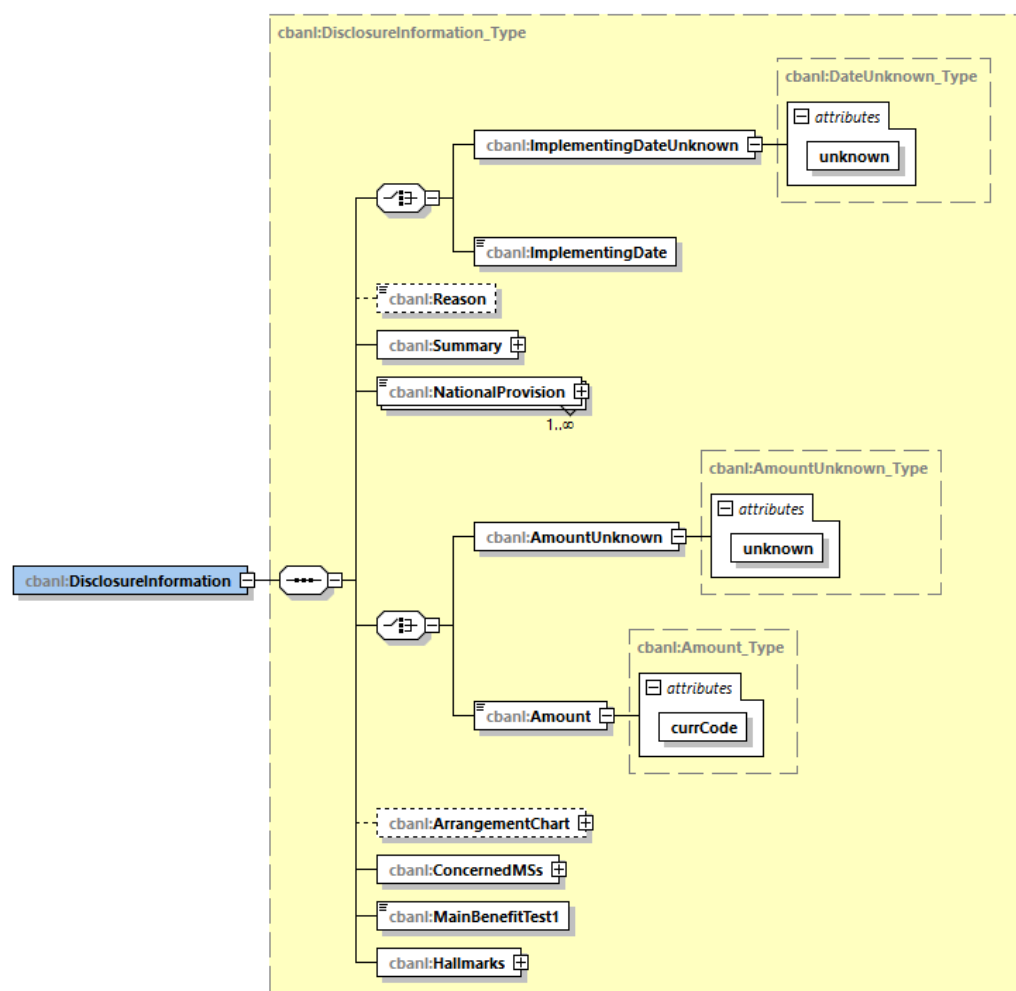 cbanl:DisclosureInformation_Type
cbanl:DateUnknown_Type
attributes
cbanl:ImplementingDateUnknown
unknown
cbanl:ImplementingDate
cbanl:Reason
cbanl:Summary
cbanl:NationalProvision
1..∞
cbanl:AmountUnknown_Type
attributes
cbanl:AmountUnknown
unknown
cbanl:DisclosureInformation
cbanl:Amount_Type
attributes
cbanl:Amount
currCode
cbanl:ArrangementChart
cbanl:ConcernedMSs
cbanl:MainBenefitTest1
cbanl:Hallmarks